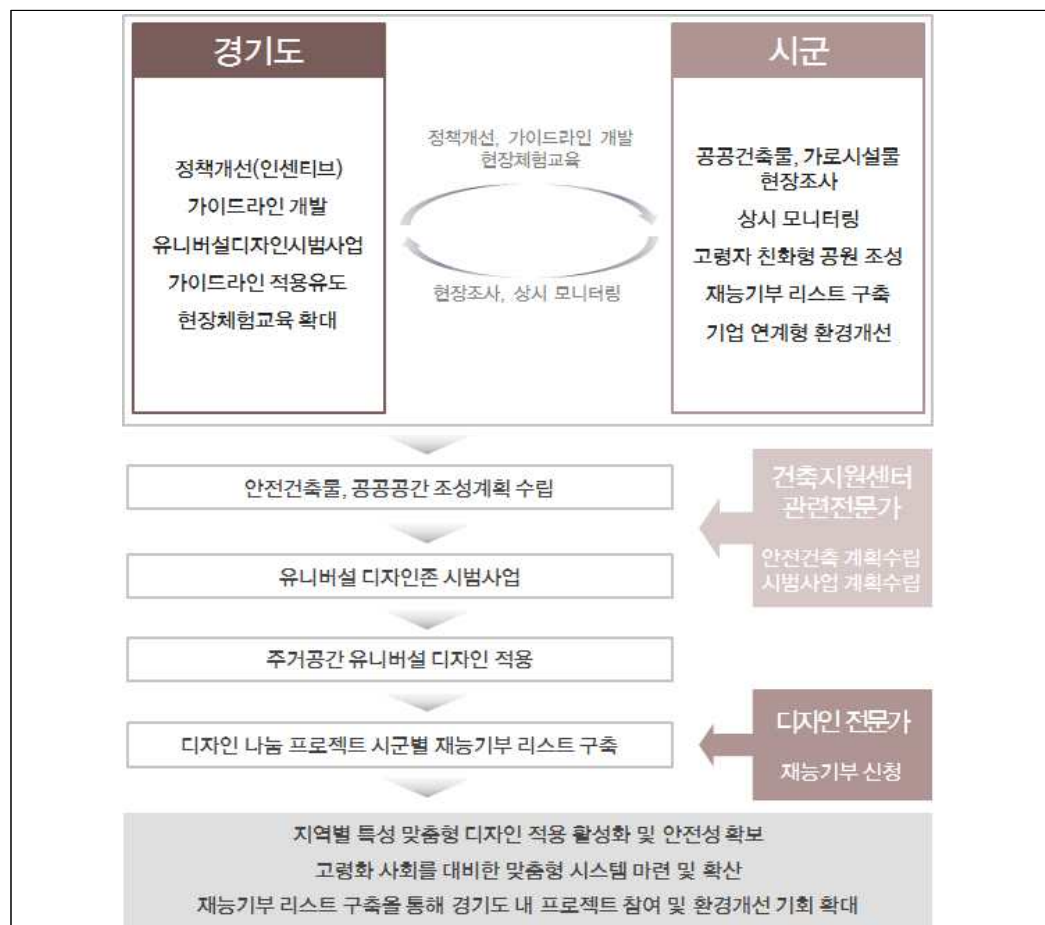 경기도
정책개선(인센티브)
가이드라인 개발
유니버설디자인시범사업
가이드라인 적용유도
현장체험교육 확대
정책개선, 가이드라인 개발
현장체험교육
현장조사, 상시 모니터링
시군
공공건축물, 가로시설물
현장조사
상시 모니터링
고령자 친화형 공원 조성
재능기부 리스트 구축
기업 연계형 환경개선
안전건축물, 공공공간 조성계획 수립
건축지원센터
관련전문가
안전건축 계획수립
시범사업 계획수립
유니버설 디자인존 시범사업
주거공간 유니버설 디자인 적용
디자인 나눔 프로젝트 시군별 재능기부 리스트 구축
디자인 전문가
재능기부 신청
지역별 특성 맞춤형 디자인 적용 활성화 및 안전성 확보
고령화 사회를 대비한 맞춤형 시스템 마련 및 확산
재능기부 리스트 구축을 통해 경기도 내 프로젝트 참여 및 환경개선 기회 확대